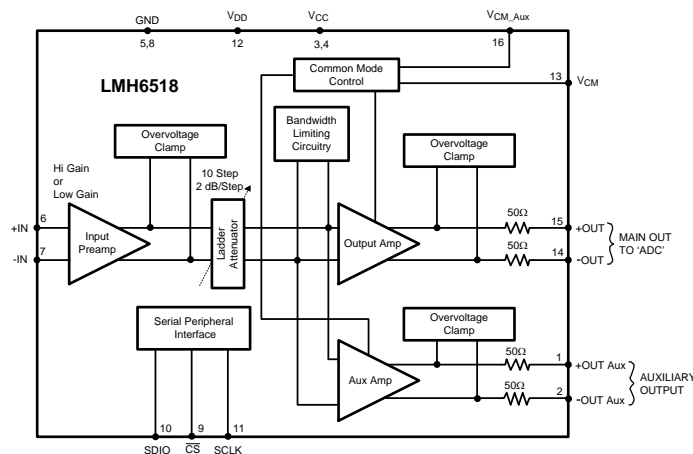 GND
5,8
VDD
12
VCC
3,4
VCM_Aux
16
LMH6518
Common Mode
Control
13
VCM
Overvoltage
Clamp
Bandwidth
Limiting
Circuitry
Overvoltage
Clamp
Hi Gain
or
Low Gain
10 Step
2 dB/Step
+IN
6
-IN
7
Input
Preamp
Ladder
Attenuator
Output Amp
50Ω
15
+OUT
50Ω
14
-OUT
MAIN OUT
TO 'ADC'
Serial Peripheral
Interface
Overvoltage
Clamp
Aux Amp
50Ω
1
+OUT Aux
50Ω
2
-OUT Aux
AUXILIARY
OUTPUT
10
9
11
SDIO
CS
SCLK